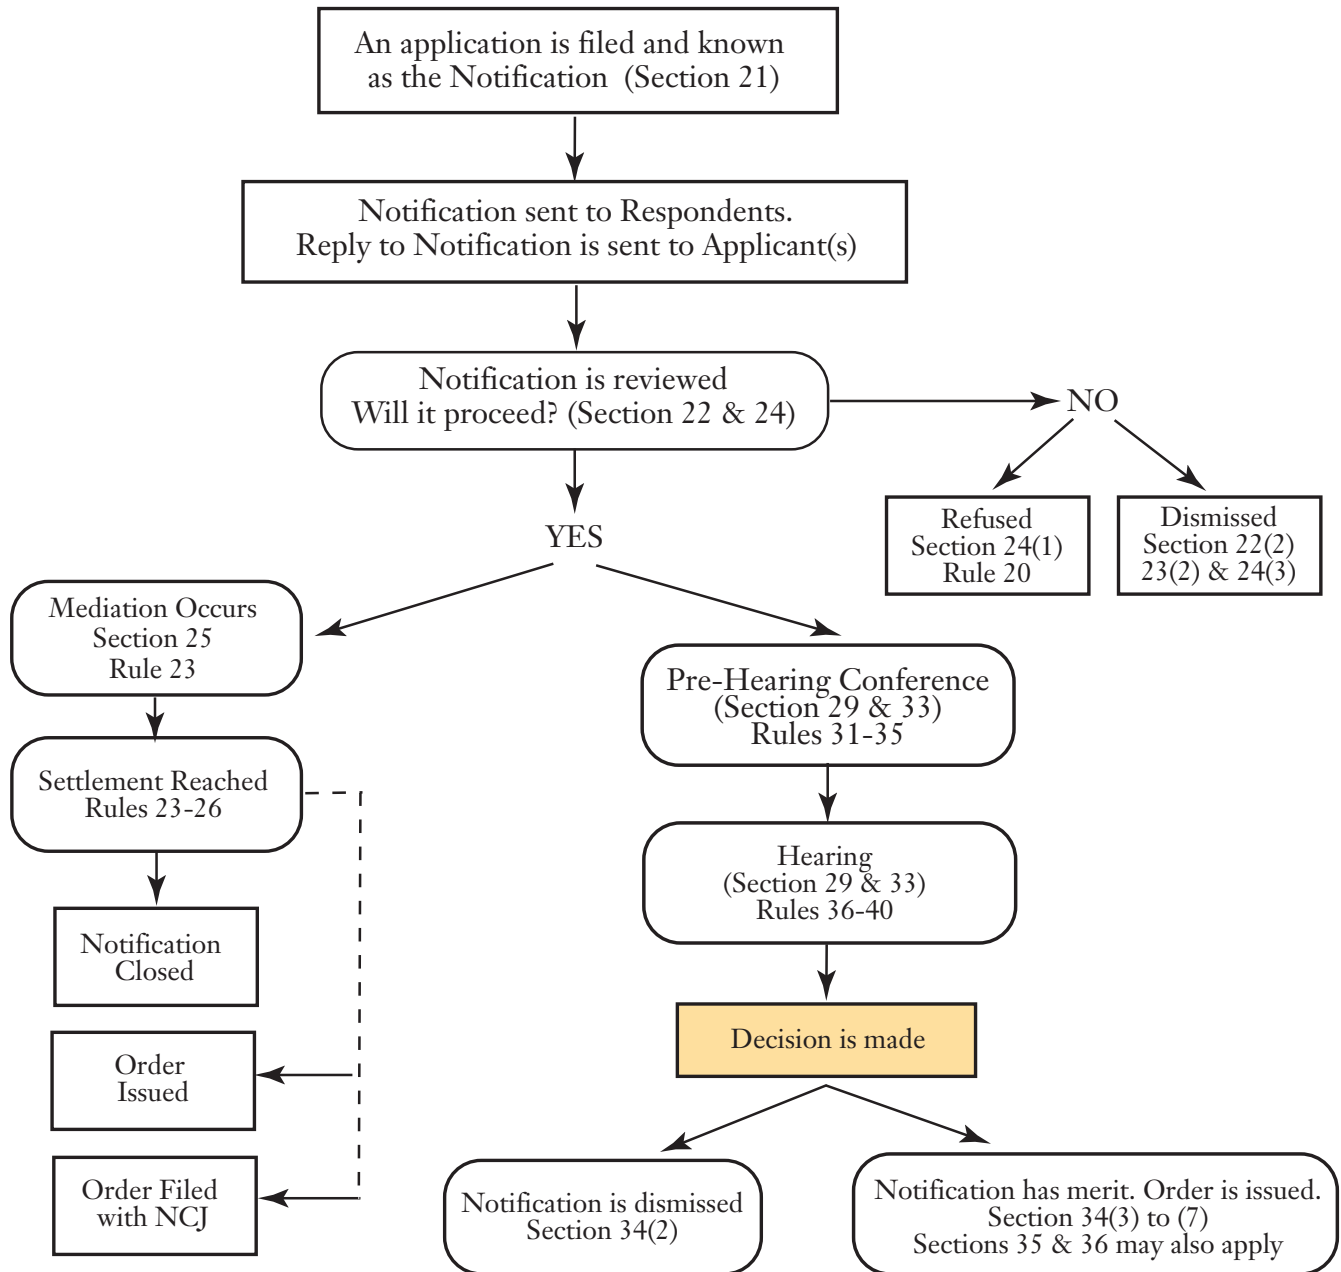 An application is filed and known
as the Notification (Section 21)
Notification sent to Respondents.
Reply to Notification is sent to Applicant(s)
Notification is reviewed
Will it proceed? (Section 22 & 24)
NO
Refused
Section 24(1)
Rule 20
Dismissed
Section 22(2)
23(2) & 24(3)
YES
Mediation Occurs
Section 25
Rule 23
Settlement Reached
Rules 23-26
Notification
Closed
Order
Issued
Order Filed
with NCJ
Pre-Hearing Conference
(Section 29 & 33)
Rules 31-35
Hearing
(Section 29 & 33)
Rules 36-40
Decision is made
Notification is dismissed
Section 34(2)
Notification has merit. Order is issued.
Section 34(3) to (7)
Sections 35 & 36 may also apply